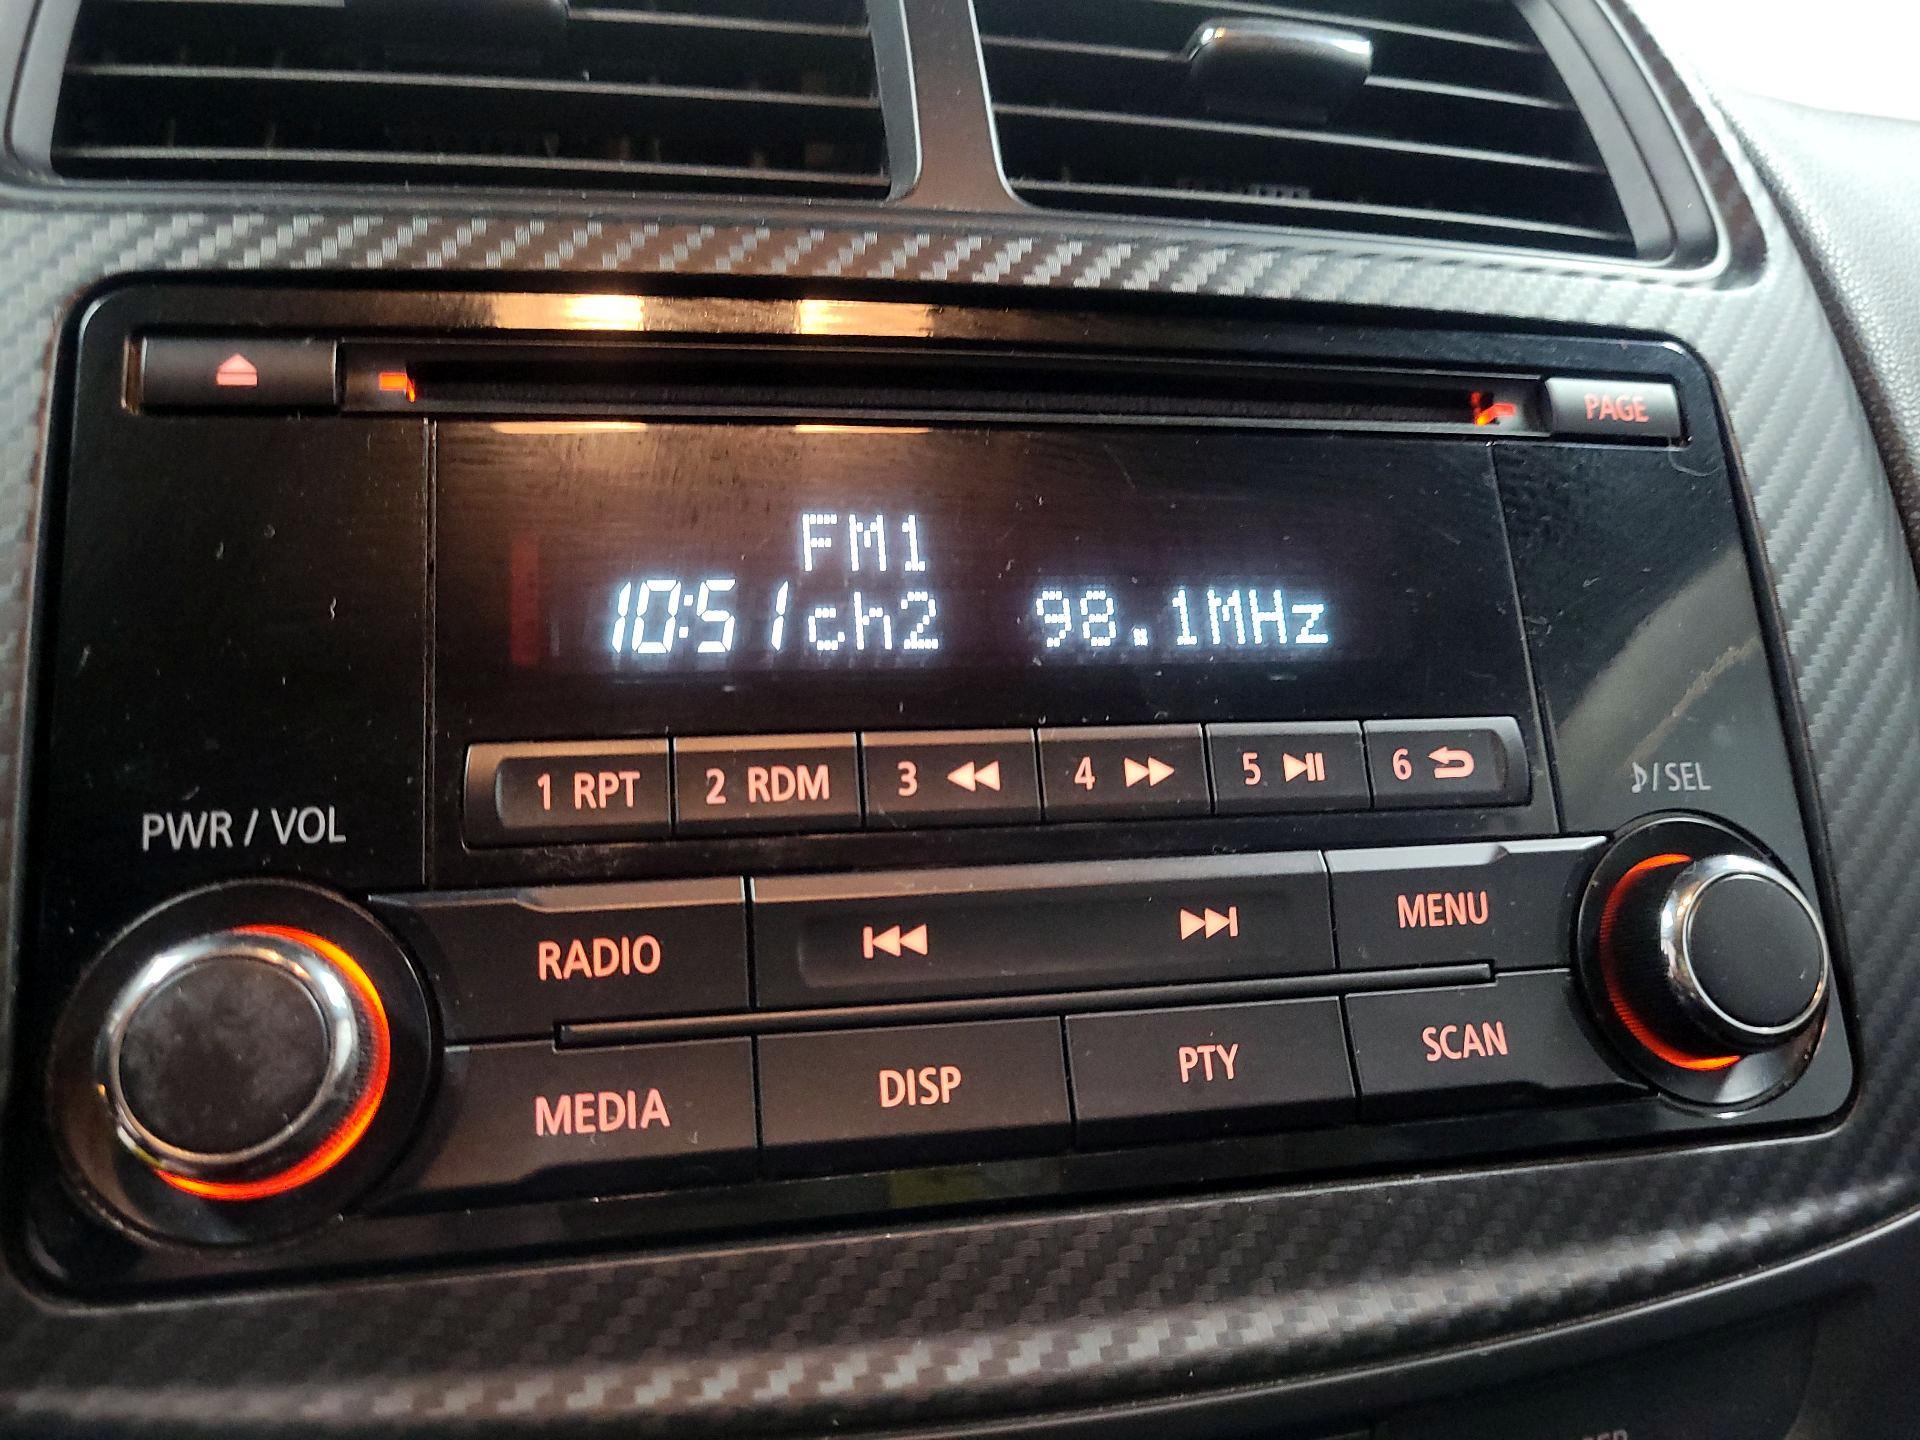 PAGE
FM1
10:51 ch2 98.1MHz
1 RPT 2 RDM 3 4 5 6
PWR / VOL
/ SEL
RADIO MENU
MEDIA DISP PTY SCAN